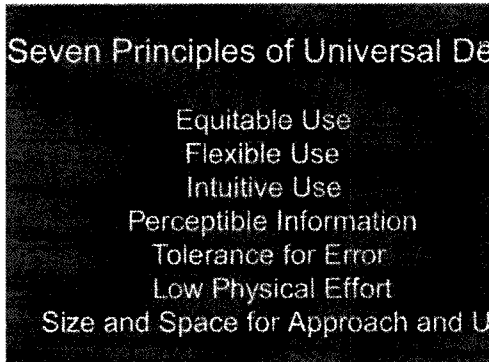 Seven Principles of Universal De
Equitable Use
Flexible Use
Intuitive Use
Perceptible Information
Tolerance for Error
Low Physical Effort
Size and Space for Approach and U